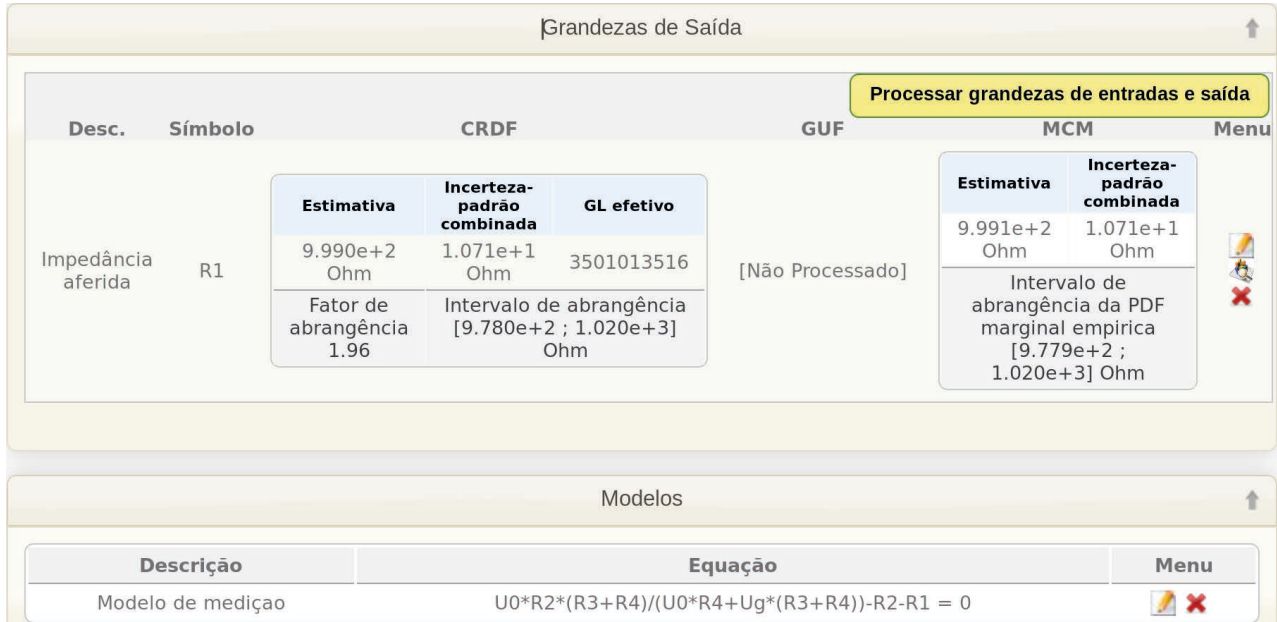 Grandezas de Saída
Processar grandezas de entradas e saída
Desc. Símbolo CRDF GUF MCM Menu
Impedância
aferida
R1
Estimativa
Incerteza-
padrão
combinada
GL efetivo
9.990e+2
Ohm
1.071e+1
Ohm
3501013516
Fator de
abrangência
1.96
Intervalo de abrangência
[9.780e+2 ; 1.020e+3]
Ohm
[Não Processado]
Estimativa
Incerteza-
padrão
combinada
9.991e+2
Ohm
1.071e+1
Ohm
Intervalo de
abrangência da PDF
marginal empirica
[9.779e+2 ;
1.020e+3] Ohm
Modelos
Descrição Equação Menu
Modelo de mediçao U0*R2*(R3+R4)/(U0*R4+Ug*(R3+R4))-R2-R1 = 0